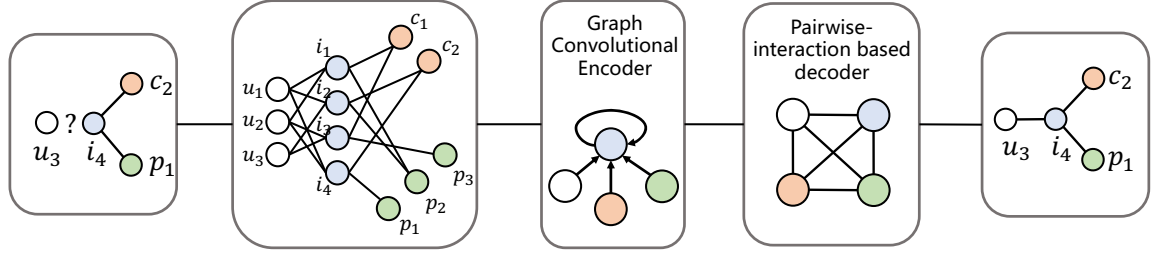 ? c₂
u₃ i₄ p₁
c₁
c₂
i₁
u₁ i₂
u₂ i₃
u₃ i₄
p₃
p₂
p₁
Graph
Convolutional
Encoder
Pairwise-
interaction based
decoder
c₂
u₃ i₄
p₁